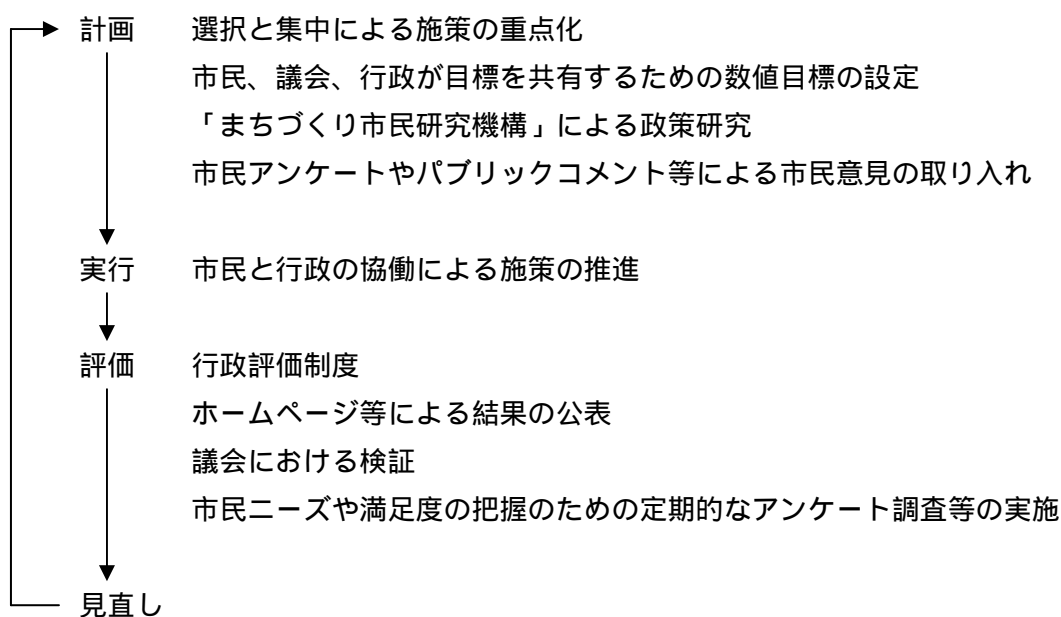 計画 選択と集中による施策の重点化
市民、議会、行政が目標を共有するための数値目標の設定
「まちづくり市民研究機構」による政策研究
市民アンケートやパブリックコメント等による市民意見の取り入れ
実行 市民と行政の協働による施策の推進
評価 行政評価制度
ホームページ等による結果の公表
議会における検証
市民ニーズや満足度の把握のための定期的なアンケート調査等の実施
見直し